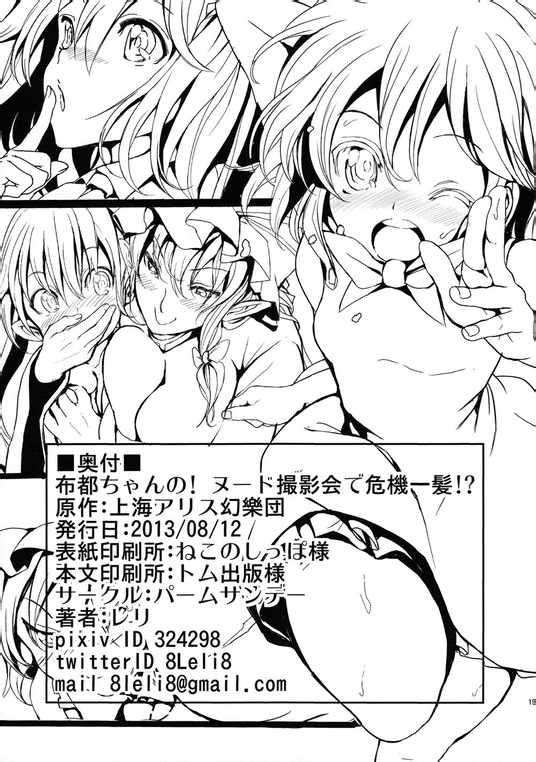 ■奥付■
布都ちゃんの! ヌード撮影会で危機一髪!?
原作:上海アリス幻樂団
発行日:2013/08/12
表紙印刷所:ねこのしっぽ様
本文印刷所:トム出版様
サークル:パームサンデー
著者:レリ
pixiv ID 324298
twitterID 8Leli8
mail 8leli8@gmail.com
19